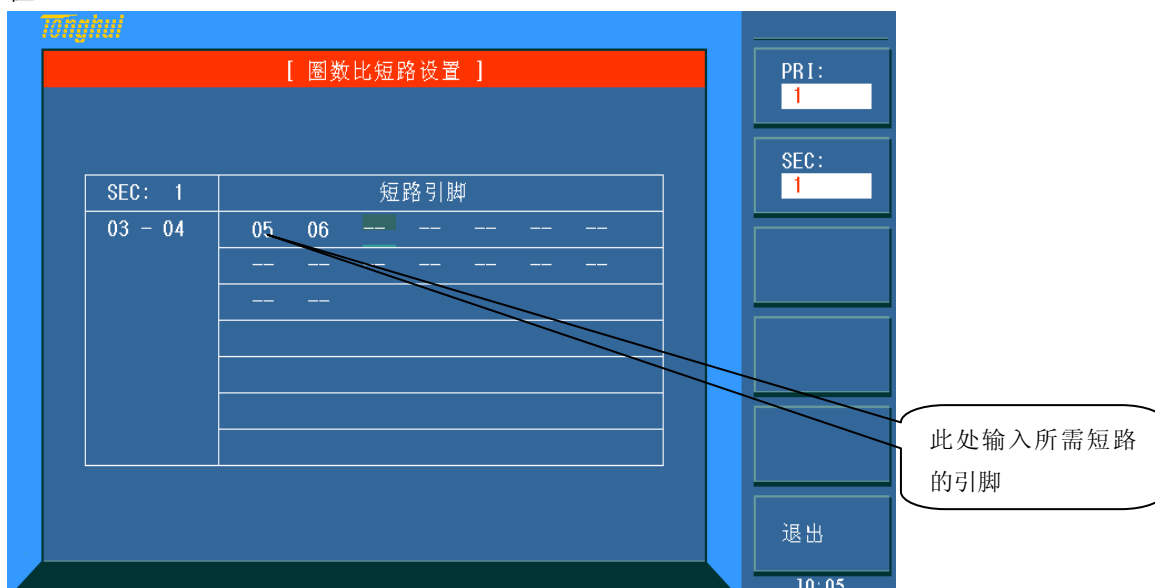 Tonghui
[ 圈数比短路设置 ]
PRI:
1
SEC:
1
SEC: 1 短路引脚
03 - 04 05 06 -- -- -- -- --
-- -- -- -- -- -- --
-- --
此处输入所需短路
的引脚
退出
10:05